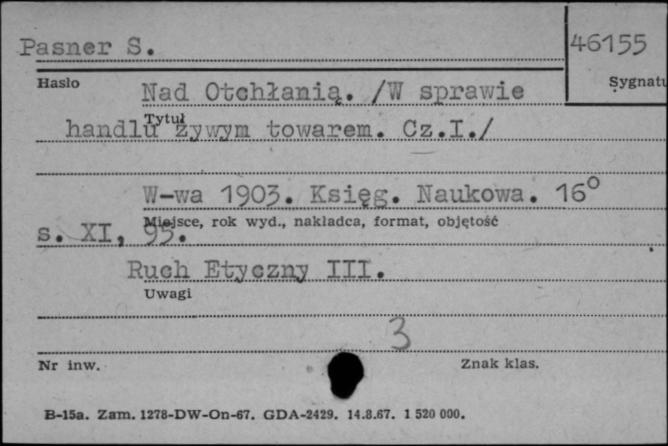 Pasner S.
46155
Hasło
Sygnatu
Nad Otchłanią. /W sprawie
Tytuł
handlu żywym towarem. Cz.I./
W-wa 1903. Księg. Naukowa. 16°
Miejsce, rok wyd., nakładca, format, objętość
s. XI, 95.
Ruch Etyczny III.
Uwagi
3
Nr inw.
Znak klas.
B-15a. Zam. 1278-DW-On-67. GDA-2429. 14.8.67. 1 520 000.